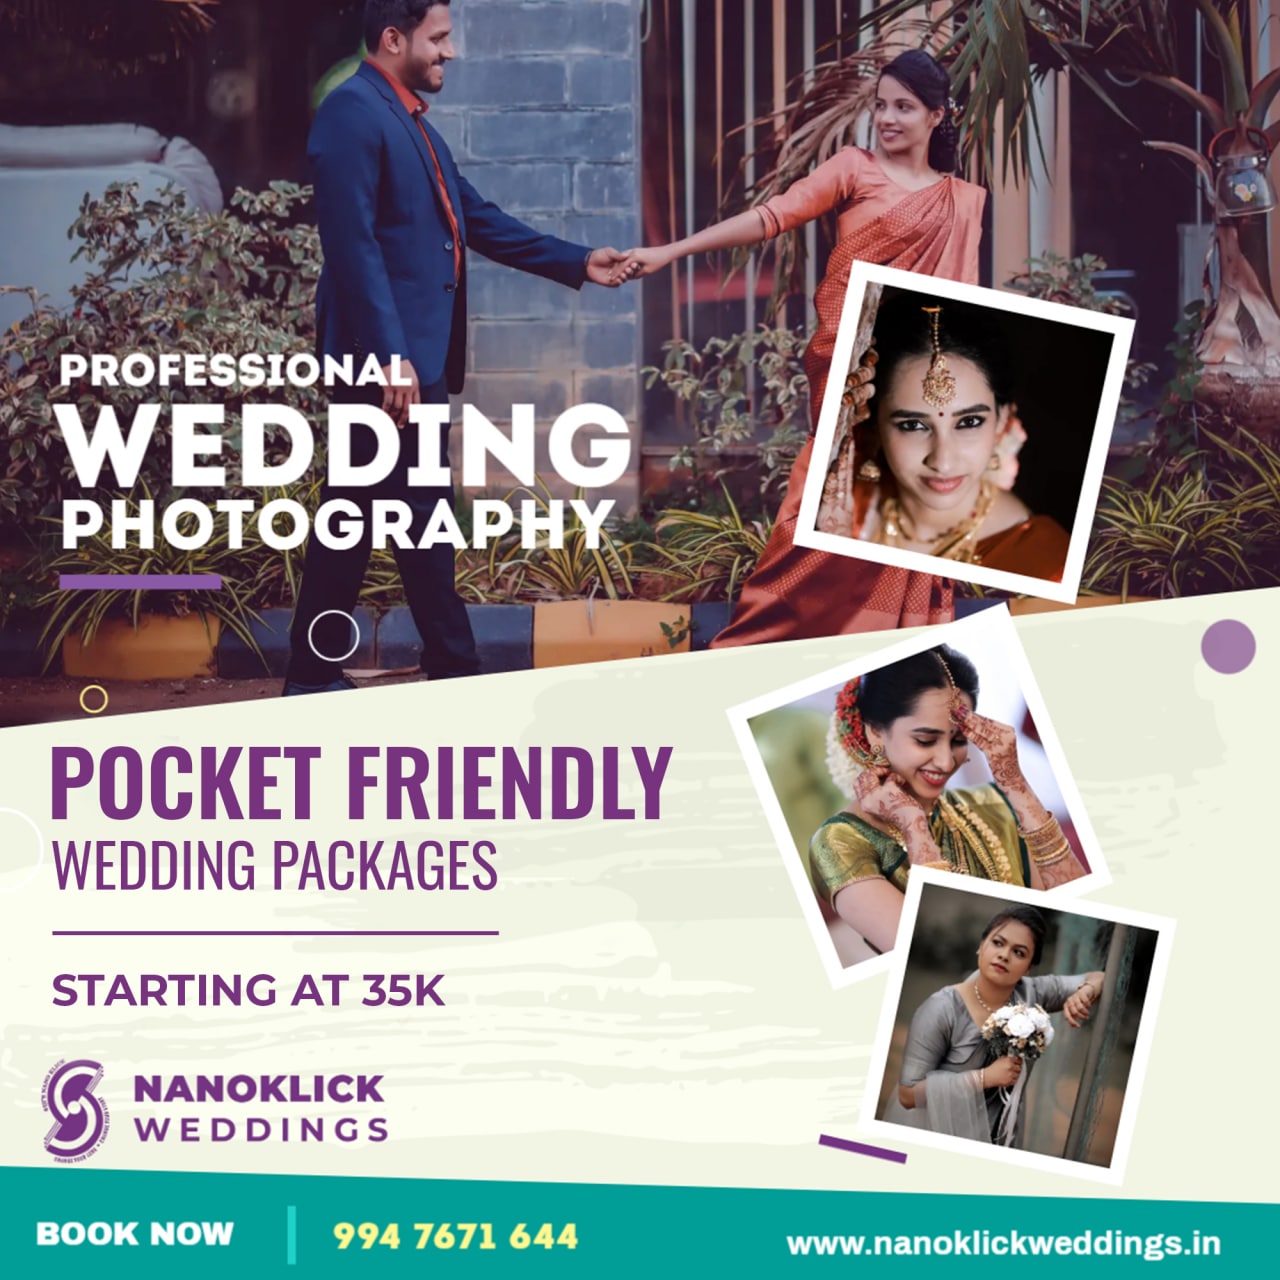 PROFESSIONAL
WEDDING
PHOTOGRAPHY
POCKET FRIENDLY
WEDDING PACKAGES
STARTING AT 35K
NANOKLICK
WEDDINGS
BOOK NOW
994 7671 644
www.nanoklickweddings.in